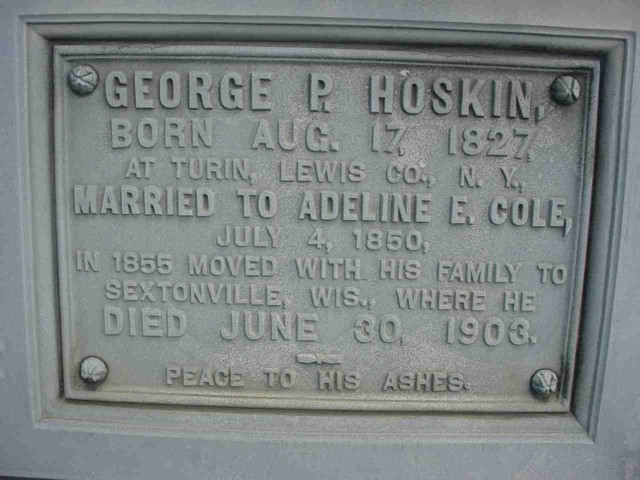 GEORGE P. HOSKIN,
BORN AUG. 17, 1827,
AT TURIN, LEWIS CO., N. Y.,
MARRIED TO ADELINE E. COLE,
JULY 4, 1850,
IN 1855 MOVED WITH HIS FAMILY TO
SEXTONVILLE, WIS., WHERE HE
DIED JUNE 30, 1903.
PEACE TO HIS ASHES.